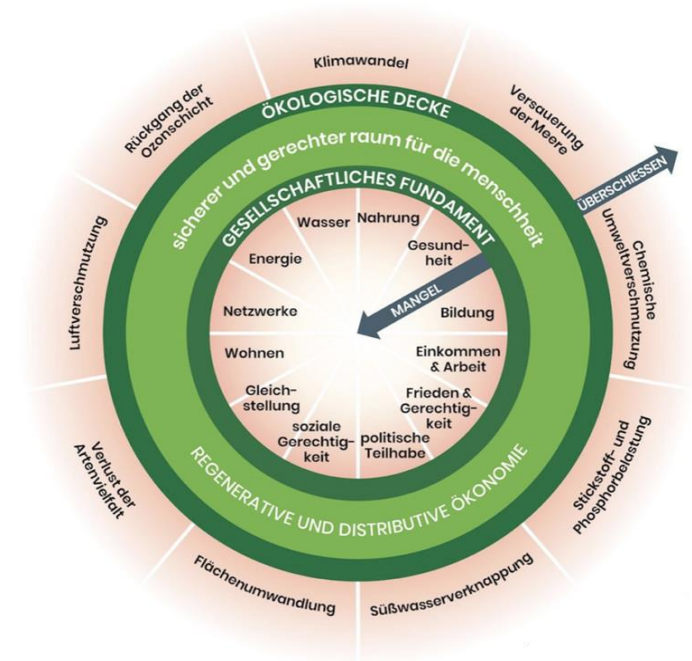 Klimawandel
Versauerung
der Meere
ÜBERSCHIESSEN
Chemische
Umweltverschmutzung
Stickstoff- und
Phosphorbelastung
Süßwasserverknappung
Flächenumwandlung
Verlust der
Artenvielfalt
Luftverschmutzung
Rückgang der
Ozonschicht
ÖKOLOGISCHE DECKE
sicherer und gerechter raum für die menschheit
GESELLSCHAFTLICHES FUNDAMENT
Wasser
Nahrung
Gesund-
heit
Energie
MANGEL
Netzwerke
Bildung
Wohnen
Einkommen
& Arbeit
Gleich-
stellung
Frieden &
Gerechtig-
keit
soziale
Gerechtig-
keit
politische
Teilhabe
REGENERATIVE UND DISTRIBUTIVE ÖKONOMIE